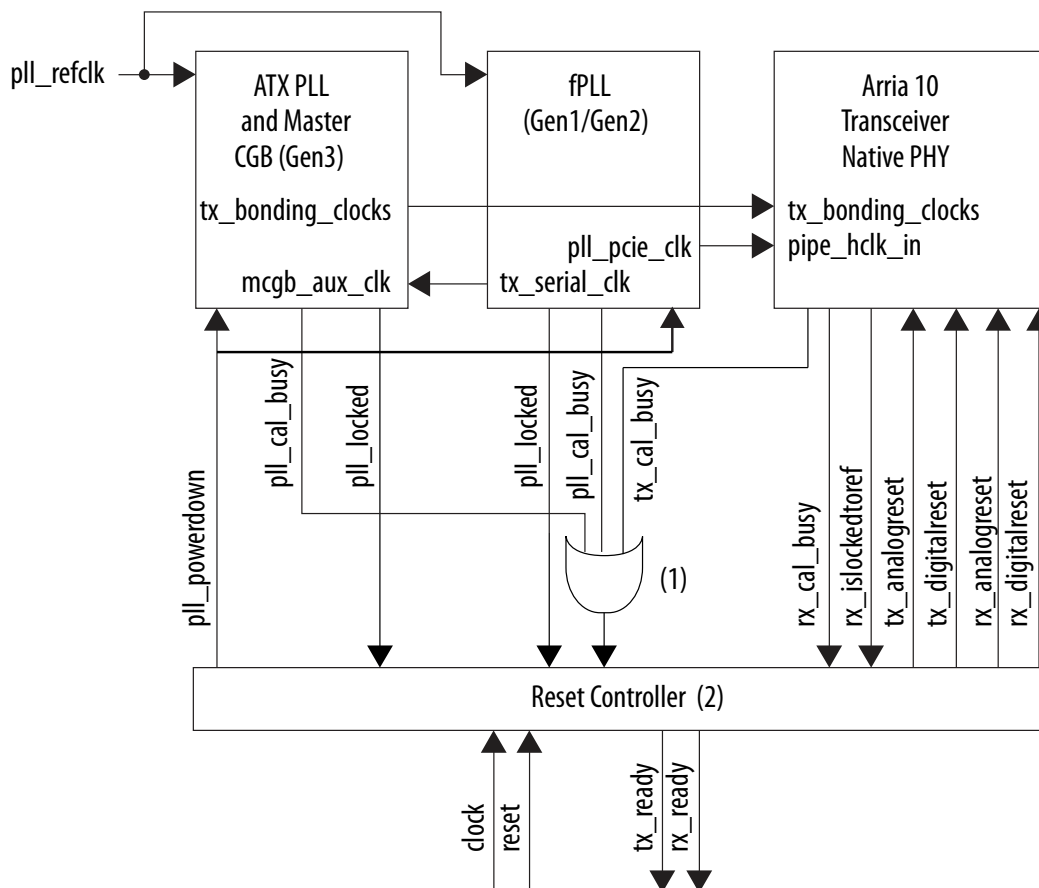 pll_refclk
ATX PLL
and Master
CGB (Gen3)
tx_bonding_clocks
mcgb_aux_clk
fPLL
(Gen1/Gen2)
pll_pcie_clk
tx_serial_clk
Arria 10
Transceiver
Native PHY
tx_bonding_clocks
pipe_hclk_in
pll_powerdown
pll_cal_busy
pll_locked
pll_locked
pll_cal_busy
tx_cal_busy
(1)
rx_cal_busy
rx_islockedtoref
tx_analogreset
tx_digitalreset
rx_analogreset
rx_digitalreset
Reset Controller (2)
clock
reset
tx_ready
rx_ready